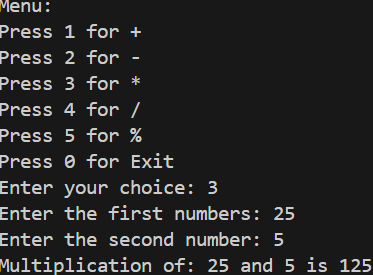 Menu:
Press 1 for +
Press 2 for -
Press 3 for *
Press 4 for /
Press 5 for %
Press 0 for Exit
Enter your choice: 3
Enter the first numbers: 25
Enter the second number: 5
Multiplication of: 25 and 5 is 125